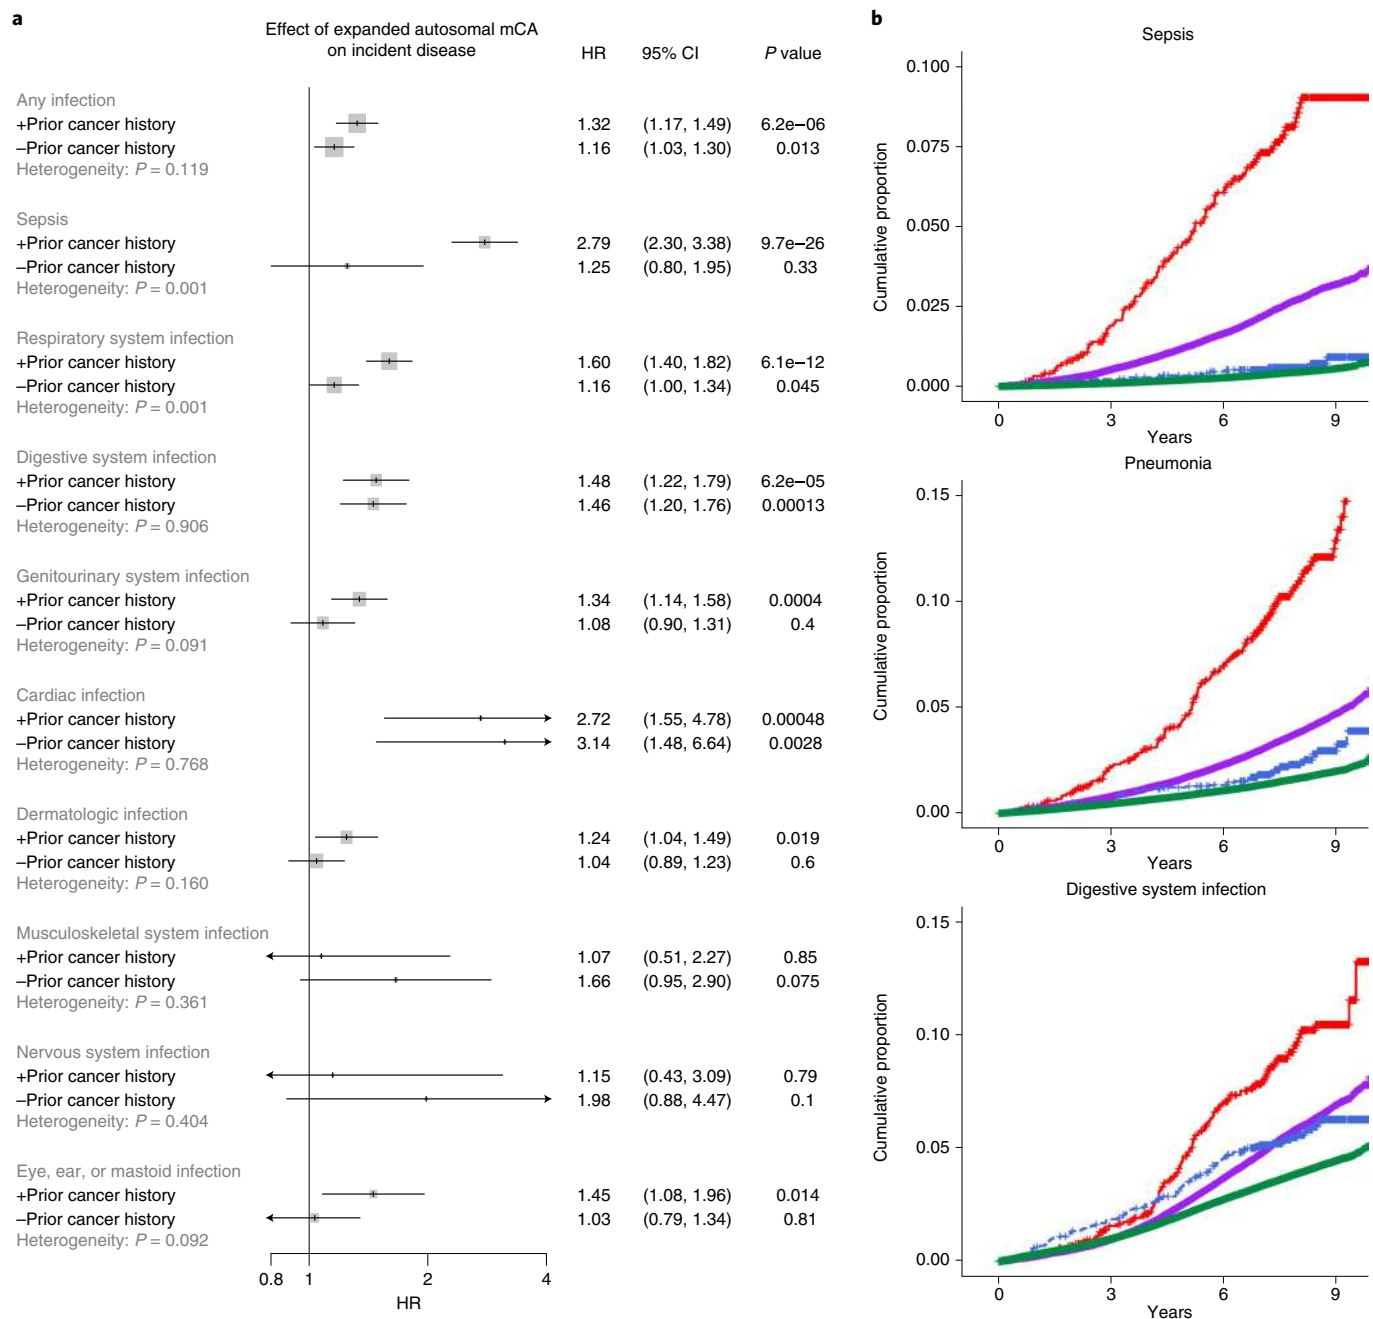 a
Effect of expanded autosomal mCA
on incident disease
HR 95% CI P value
Any infection
+Prior cancer history 1.32 (1.17, 1.49) 6.2e−06
−Prior cancer history 1.16 (1.03, 1.30) 0.013
Heterogeneity: P = 0.119
Sepsis
+Prior cancer history 2.79 (2.30, 3.38) 9.7e−26
−Prior cancer history 1.25 (0.80, 1.95) 0.33
Heterogeneity: P = 0.001
Respiratory system infection
+Prior cancer history 1.60 (1.40, 1.82) 6.1e−12
−Prior cancer history 1.16 (1.00, 1.34) 0.045
Heterogeneity: P = 0.001
Digestive system infection
+Prior cancer history 1.48 (1.22, 1.79) 6.2e−05
−Prior cancer history 1.46 (1.20, 1.76) 0.00013
Heterogeneity: P = 0.906
Genitourinary system infection
+Prior cancer history 1.34 (1.14, 1.58) 0.0004
−Prior cancer history 1.08 (0.90, 1.31) 0.4
Heterogeneity: P = 0.091
Cardiac infection
+Prior cancer history 2.72 (1.55, 4.78) 0.00048
−Prior cancer history 3.14 (1.48, 6.64) 0.0028
Heterogeneity: P = 0.768
Dermatologic infection
+Prior cancer history 1.24 (1.04, 1.49) 0.019
−Prior cancer history 1.04 (0.89, 1.23) 0.6
Heterogeneity: P = 0.160
Musculoskeletal system infection
+Prior cancer history 1.07 (0.51, 2.27) 0.85
−Prior cancer history 1.66 (0.95, 2.90) 0.075
Heterogeneity: P = 0.361
Nervous system infection
+Prior cancer history 1.15 (0.43, 3.09) 0.79
−Prior cancer history 1.98 (0.88, 4.47) 0.1
Heterogeneity: P = 0.404
Eye, ear, or mastoid infection
+Prior cancer history 1.45 (1.08, 1.96) 0.014
−Prior cancer history 1.03 (0.79, 1.34) 0.81
Heterogeneity: P = 0.092
0.8 1 2 4
HR
b
Sepsis
Cumulative proportion
0.100
0.075
0.050
0.025
0.000
0 3 6 9
Years
Pneumonia
Cumulative proportion
0.15
0.10
0.05
0.00
0 3 6 9
Years
Digestive system infection
Cumulative proportion
0.15
0.10
0.05
0.00
0 3 6 9
Years